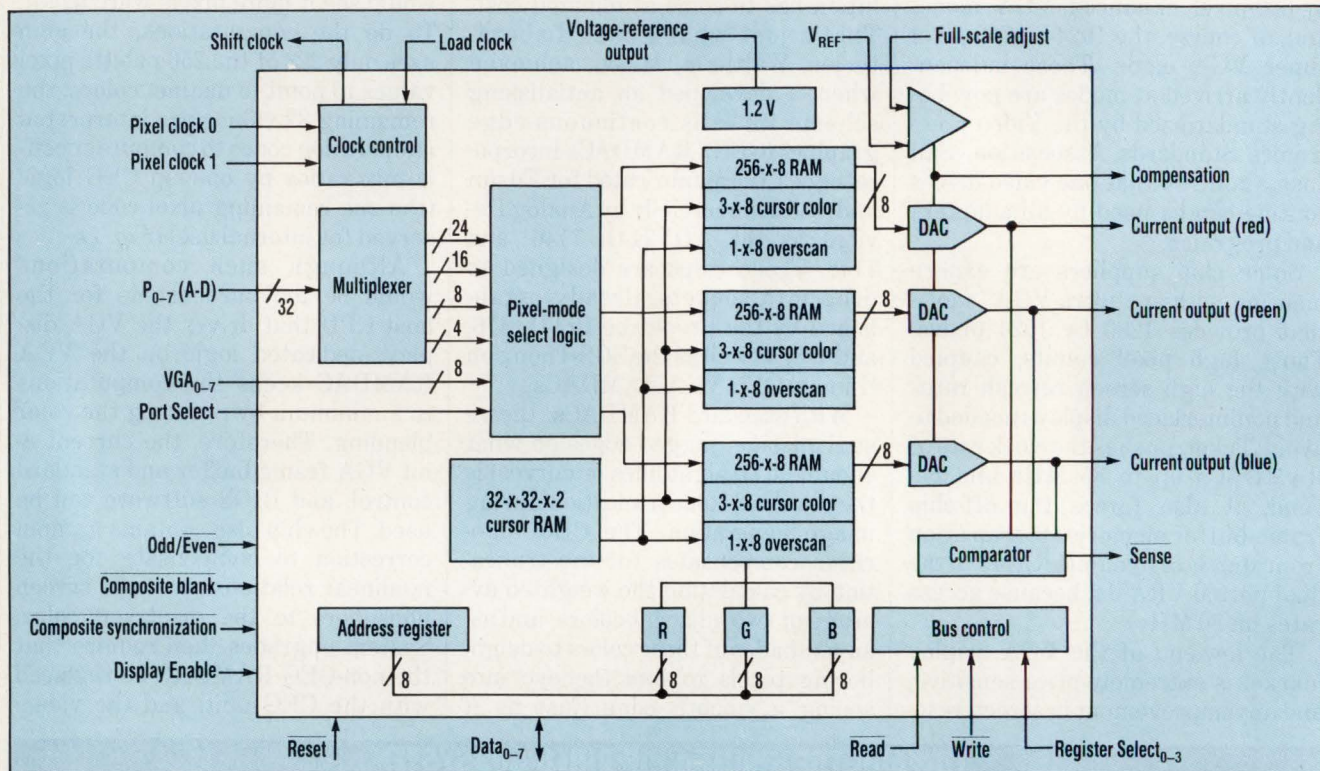 Shift clock
Load clock
Voltage-reference
output
VREF
Full-scale adjust
1.2 V
Pixel clock 0
Pixel clock 1
Clock control
256-x-8 RAM
3-x-8 cursor color
1-x-8 overscan
8
Compensation
DAC
Current output (red)
24
16
8
4
8
P0–7 (A-D)
32
Multiplexer
Pixel-mode
select logic
256-x-8 RAM
3-x-8 cursor color
1-x-8 overscan
8
DAC
Current output (green)
VGA0–7
Port Select
256-x-8 RAM
3-x-8 cursor color
1-x-8 overscan
8
DAC
Current output (blue)
32-x-32-x-2
cursor RAM
Comparator
Sense
Odd/Even
Composite blank
Composite synchronization
Display Enable
Address register
8
R
G
B
8
8
8
Bus control
Reset
Data0–7
Read
Write
Register Select0–3